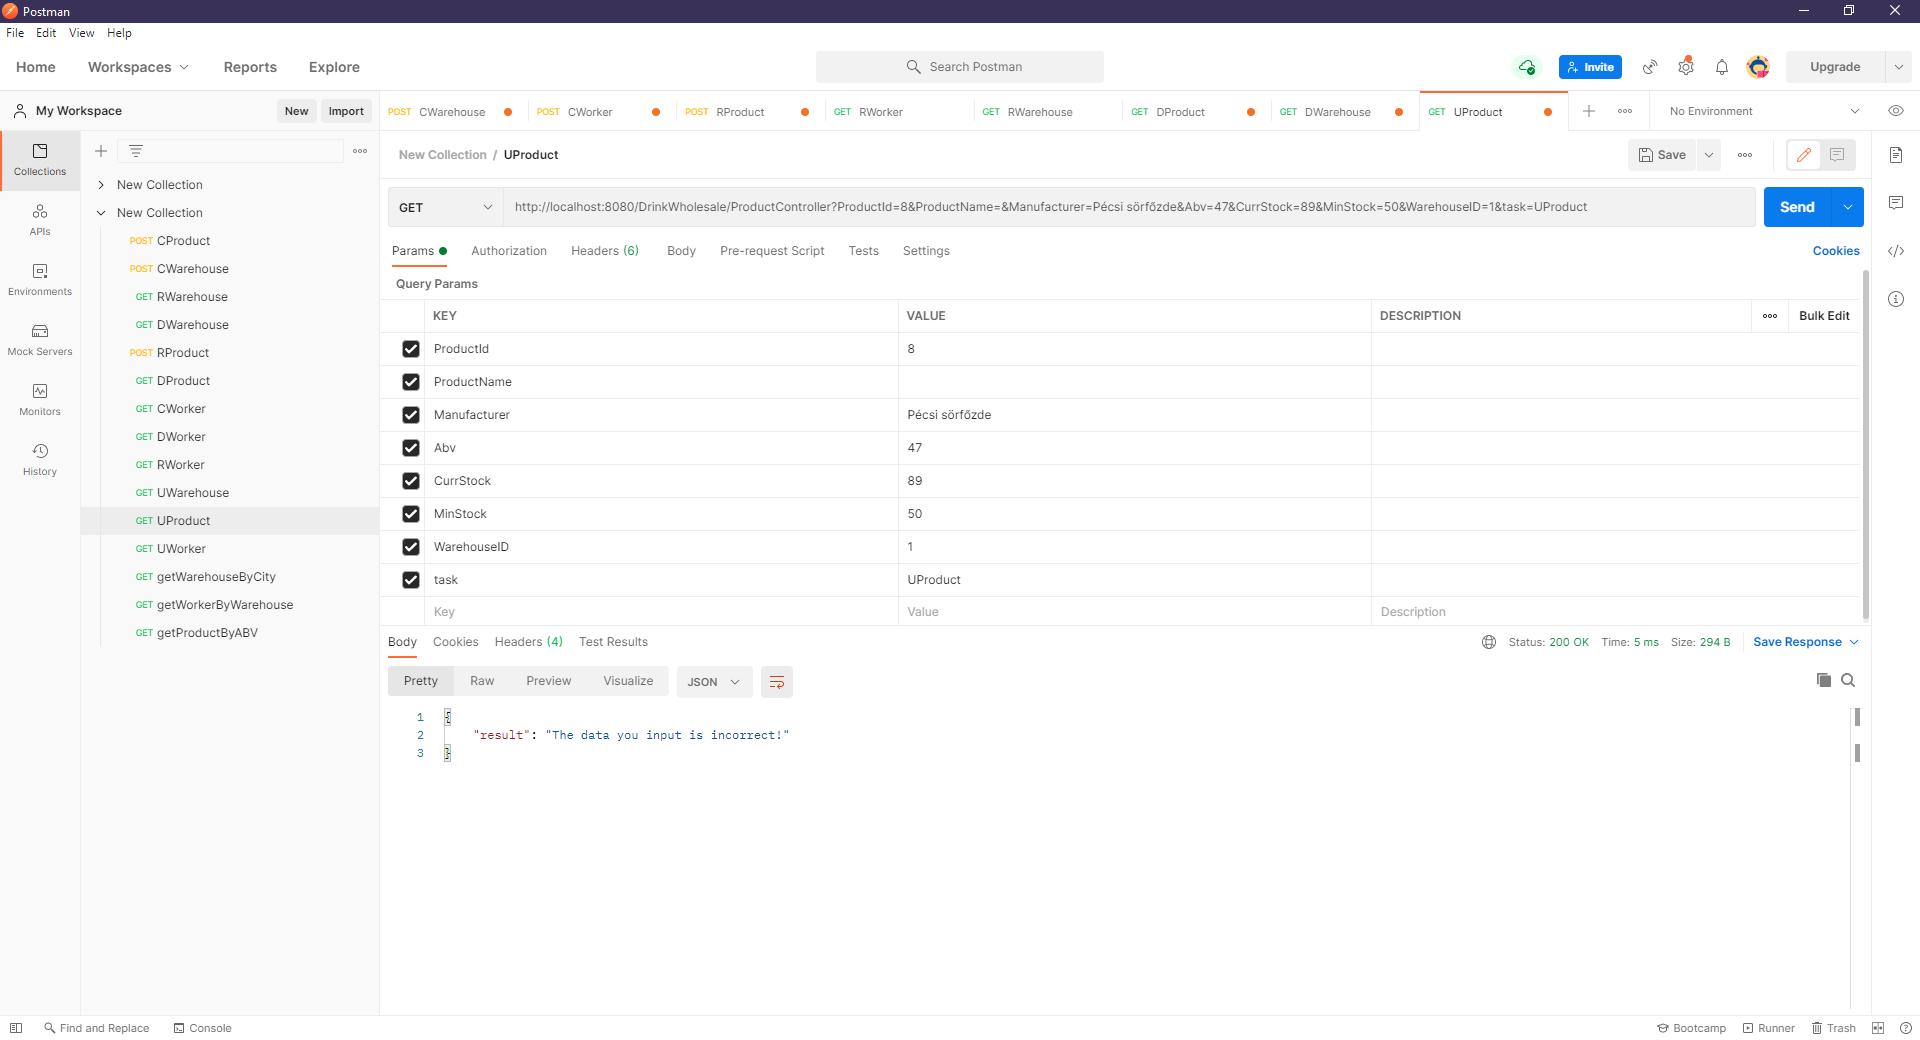 Postman
File Edit View Help
Home Workspaces Reports Explore Search Postman Invite Upgrade
My Workspace New Import
POST CWarehouse POST CWorker POST RProduct GET RWorker GET RWarehouse GET DProduct GET DWarehouse GET UProduct No Environment
New Collection / UProduct Save
Collections
APIs
Environments
Mock Servers
Monitors
History
New Collection
New Collection
POST CProduct
POST CWarehouse
GET RWarehouse
GET DWarehouse
POST RProduct
GET DProduct
GET CWorker
GET DWorker
GET RWorker
GET UWarehouse
GET UProduct
GET UWorker
GET getWarehouseByCity
GET getWorkerByWarehouse
GET getProductByABV
GET http://localhost:8080/DrinkWholesale/ProductController?ProductId=8&ProductName=&Manufacturer=Pécsi sörfőzde&Abv=47&CurrStock=89&MinStock=50&WarehouseID=1&task=UProduct Send
Params Authorization Headers (6) Body Pre-request Script Tests Settings Cookies
Query Params
KEY VALUE DESCRIPTION Bulk Edit
ProductId 8
ProductName
Manufacturer Pécsi sörfőzde
Abv 47
CurrStock 89
MinStock 50
WarehouseID 1
task UProduct
Key Value Description
Body Cookies Headers (4) Test Results Status: 200 OK Time: 5 ms Size: 294 B Save Response
Pretty Raw Preview Visualize JSON
1 {
2 "result": "The data you input is incorrect!"
3 }
Find and Replace Console Bootcamp Runner Trash